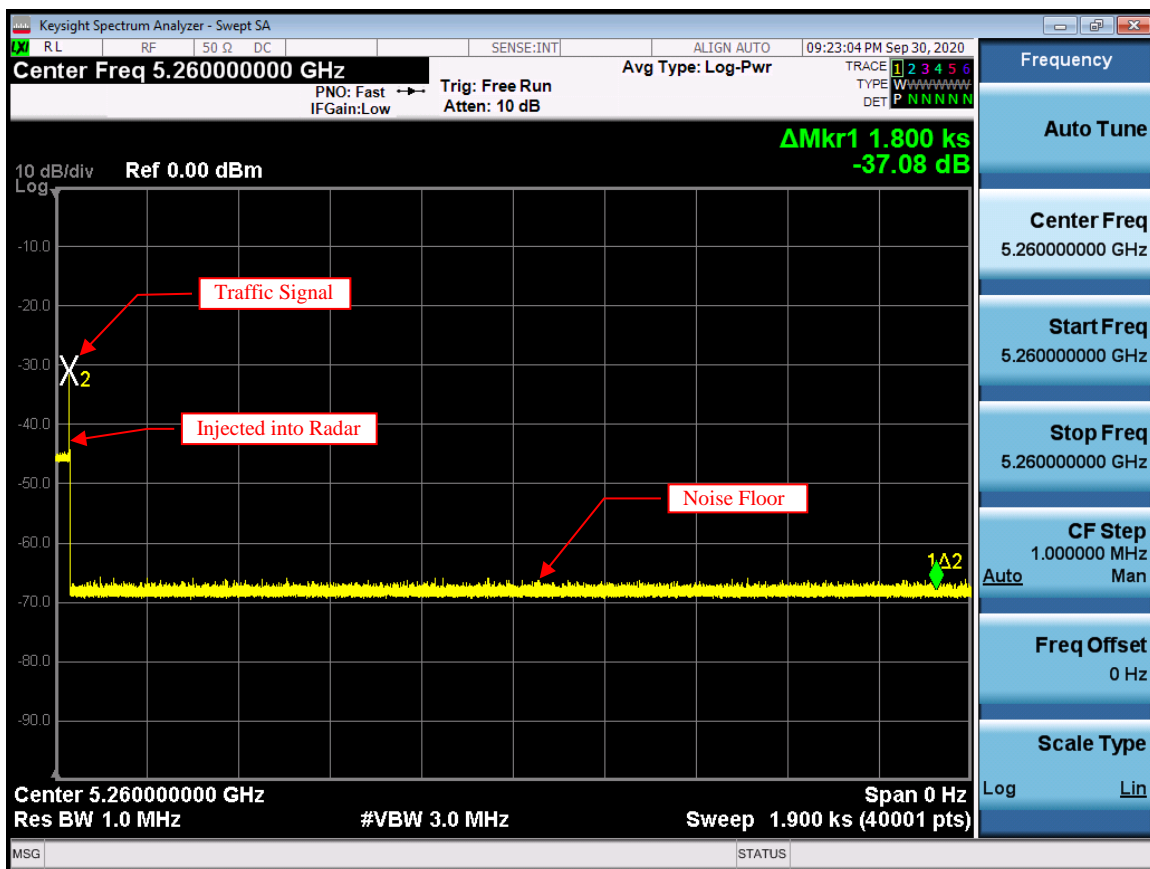 Keysight Spectrum Analyzer - Swept SA
LXI RL RF 50 Ω DC SENSE:INT ALIGN AUTO 09:23:04 PM Sep 30, 2020
Center Freq 5.260000000 GHz
PNO: Fast
IFGain:Low
Trig: Free Run
Atten: 10 dB
Avg Type: Log-Pwr
TRACE 1 2 3 4 5 6
TYPE WWWWWWW
DET P N N N N N
ΔMkr1 1.800 ks
-37.08 dB
10 dB/div Ref 0.00 dBm
Log
-10.0
-20.0
-30.0
-40.0
-50.0
-60.0
-70.0
-80.0
-90.0
Traffic Signal
2
Injected into Radar
Noise Floor
1Δ2
Center 5.260000000 GHz Span 0 Hz
Res BW 1.0 MHz #VBW 3.0 MHz Sweep 1.900 ks (40001 pts)
MSG STATUS
Frequency
Auto Tune
Center Freq
5.260000000 GHz
Start Freq
5.260000000 GHz
Stop Freq
5.260000000 GHz
CF Step
1.000000 MHz
Auto Man
Freq Offset
0 Hz
Scale Type
Log Lin